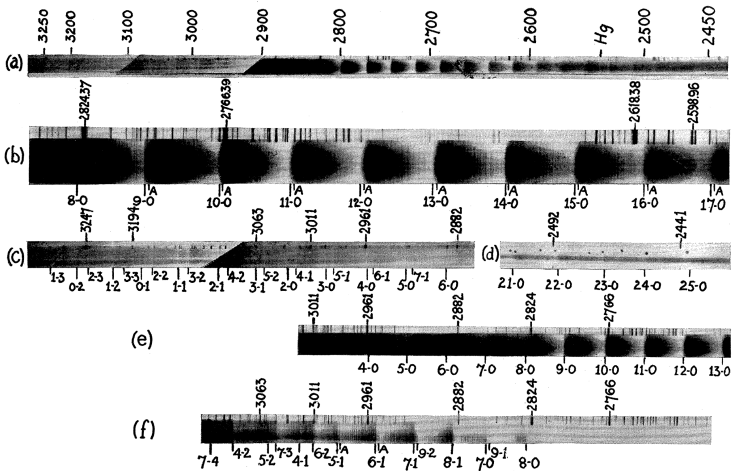 3250 3200 3100 3000 2900 2800 2700 2600 Hg 2500 2450
(a)
2824.37 2766.39 2618.38 2598.96
(b)
8-0 9-0 A 10-0 A 11-0 A 12-0 A 13-0 A 14-0 A 15-0 A 16-0 A 17-0 A
3247 3194 3063 3011 2961 2882 2492 2441
(c) (d)
1-3 0-2 2-3 1-2 3-3 0-1 2-2 1-1 3-2 2-1 4-2 3-1 5-2 2-0 4-1 3-0 5-1 4-0 6-1 5-0 7-1 6-0 21-0 22-0 23-0 24-0 25-0
3011 2961 2882 2824 2766
(e)
4-0 5-0 6-0 7-0 8-0 9-0 10-0 11-0 12-0 13-0
3063 3011 2961 2882 2824 2766
(f)
7-4 4-2 5-2 7-3 4-1 6-2 5-1 A 6-1 A 7-1 9-2 8-1 7-0 9-1 8-0